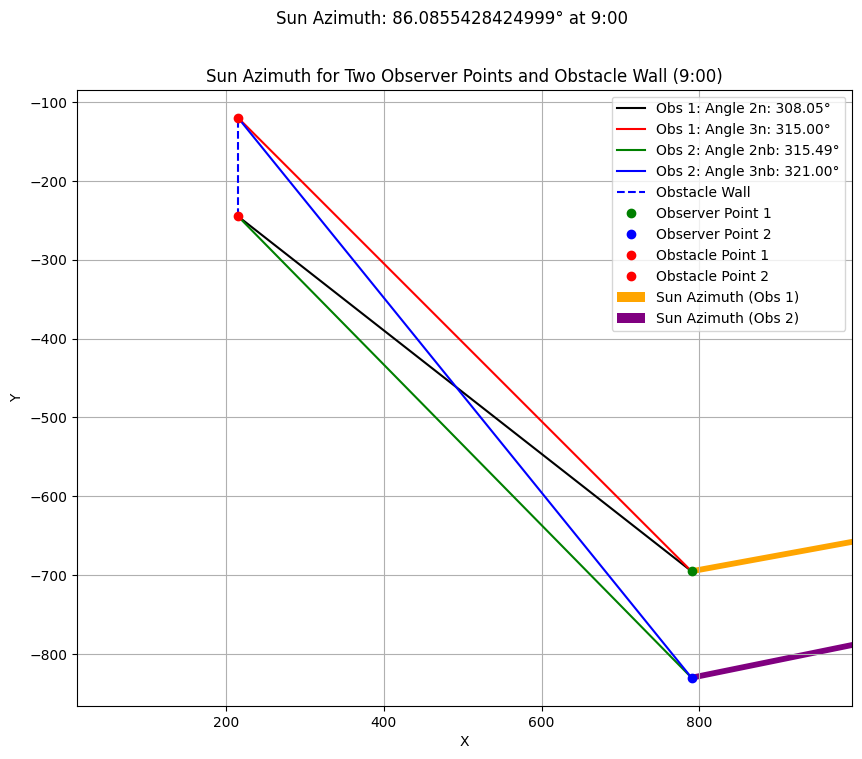 Sun Azimuth: 86.0855428424999° at 9:00
Sun Azimuth for Two Observer Points and Obstacle Wall (9:00)
Obs 1: Angle 2n: 308.05°
Obs 1: Angle 3n: 315.00°
Obs 2: Angle 2nb: 315.49°
Obs 2: Angle 3nb: 321.00°
Obstacle Wall
Observer Point 1
Observer Point 2
Obstacle Point 1
Obstacle Point 2
Sun Azimuth (Obs 1)
Sun Azimuth (Obs 2)
−100
−200
−300
−400
−500
−600
−700
−800
Y
200
400
600
800
X